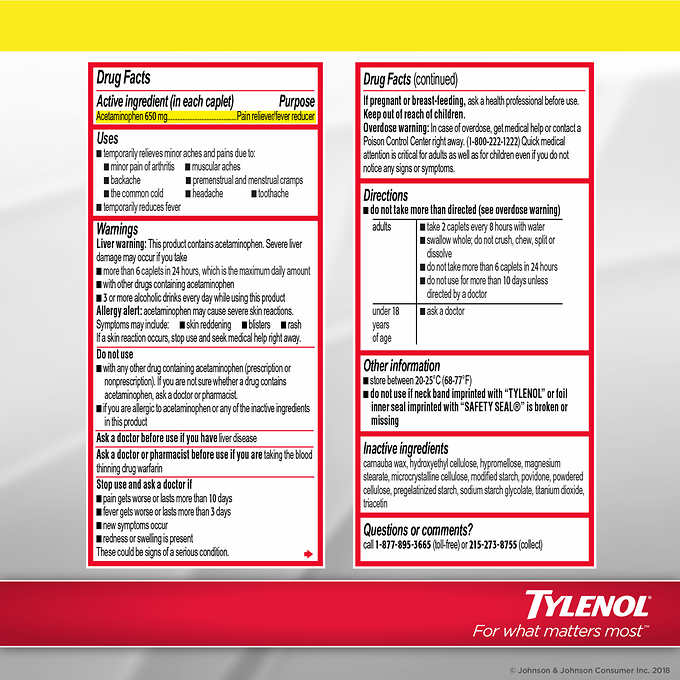 Drug Facts
Active ingredient (in each caplet) Purpose
Acetaminophen 650 mg..............................Pain reliever/fever reducer
Uses
■ temporarily relieves minor aches and pains due to:
■ minor pain of arthritis ■ muscular aches
■ backache ■ premenstrual and menstrual cramps
■ the common cold ■ headache ■ toothache
■ temporarily reduces fever
Warnings
Liver warning: This product contains acetaminophen. Severe liver
damage may occur if you take
■ more than 6 caplets in 24 hours, which is the maximum daily amount
■ with other drugs containing acetaminophen
■ 3 or more alcoholic drinks every day while using this product
Allergy alert: acetaminophen may cause severe skin reactions.
Symptoms may include: ■ skin reddening ■ blisters ■ rash
If a skin reaction occurs, stop use and seek medical help right away.
Do not use
■ with any other drug containing acetaminophen (prescription or
nonprescription). If you are not sure whether a drug contains
acetaminophen, ask a doctor or pharmacist.
■ if you are allergic to acetaminophen or any of the inactive ingredients
in this product
Ask a doctor before use if you have liver disease
Ask a doctor or pharmacist before use if you are taking the blood
thinning drug warfarin
Stop use and ask a doctor if
■ pain gets worse or lasts more than 10 days
■ fever gets worse or lasts more than 3 days
■ new symptoms occur
■ redness or swelling is present
These could be signs of a serious condition.
Drug Facts (continued)
If pregnant or breast-feeding, ask a health professional before use.
Keep out of reach of children.
Overdose warning: In case of overdose, get medical help or contact a
Poison Control Center right away. (1-800-222-1222) Quick medical
attention is critical for adults as well as for children even if you do not
notice any signs or symptoms.
Directions
■ do not take more than directed (see overdose warning)
adults ■ take 2 caplets every 8 hours with water
■ swallow whole; do not crush, chew, split or
dissolve
■ do not take more than 6 caplets in 24 hours
■ do not use for more than 10 days unless
directed by a doctor
under 18 ■ ask a doctor
years
of age
Other information
■ store between 20-25°C (68-77°F)
■ do not use if neck band imprinted with “TYLENOL” or foil
inner seal imprinted with “SAFETY SEAL®” is broken or
missing
Inactive ingredients
carnauba wax, hydroxyethyl cellulose, hypromellose, magnesium
stearate, microcrystalline cellulose, modified starch, povidone, powdered
cellulose, pregelatinized starch, sodium starch glycolate, titanium dioxide,
triacetin
Questions or comments?
call 1-877-895-3665 (toll-free) or 215-273-8755 (collect)
TYLENOL®
For what matters most™
© Johnson & Johnson Consumer Inc. 2018